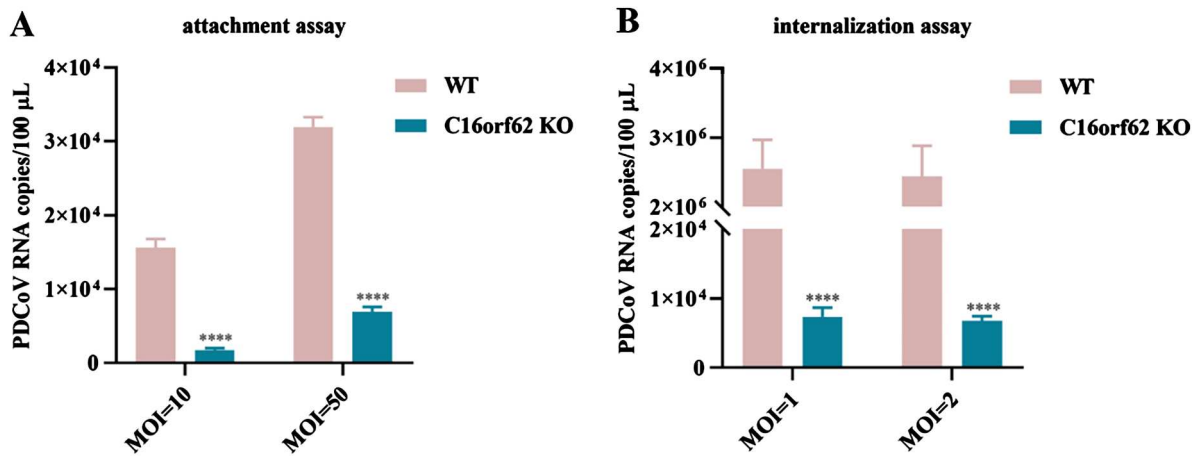 A
attachment assay
PDCoV RNA copies/100 μL
4×10⁴
3×10⁴
2×10⁴
1×10⁴
0
WT
C16orf62 KO
****
****
MOI=10
MOI=50
B
internalization assay
PDCoV RNA copies/100 μL
4×10⁶
3×10⁶
2×10⁶
2×10⁴
1×10⁴
0
WT
C16orf62 KO
****
****
MOI=1
MOI=2